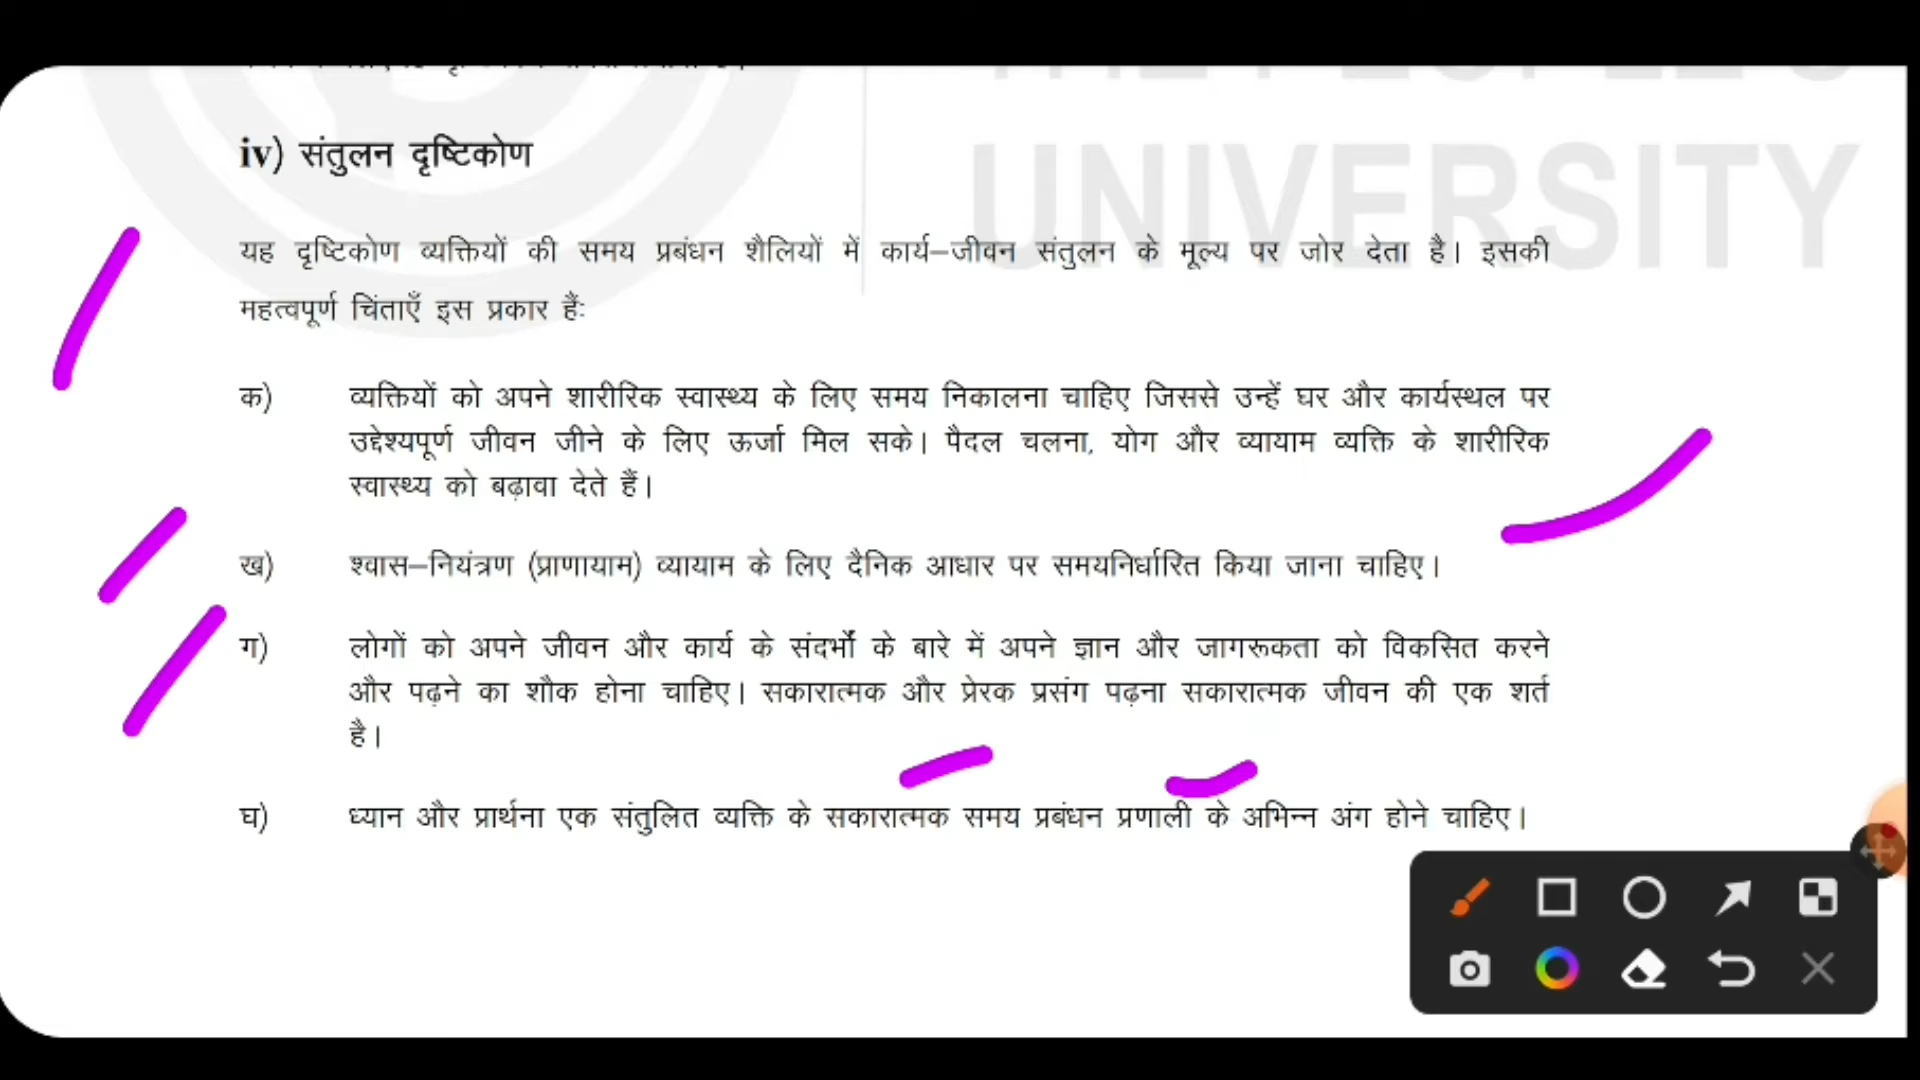 THE PEOPLE'S
UNIVERSITY
iv) संतुलन दृष्टिकोण
यह दृष्टिकोण व्यक्तियों की समय प्रबंधन शैलियों में कार्य–जीवन संतुलन के मूल्य पर जोर देता है। इसकी
महत्वपूर्ण चिंताएँ इस प्रकार हैं:
क) व्यक्तियों को अपने शारीरिक स्वास्थ्य के लिए समय निकालना चाहिए जिससे उन्हें घर और कार्यस्थल पर
उद्देश्यपूर्ण जीवन जीने के लिए ऊर्जा मिल सके। पैदल चलना, योग और व्यायाम व्यक्ति के शारीरिक
स्वास्थ्य को बढ़ावा देते हैं।
ख) श्वास–नियंत्रण (प्राणायाम) व्यायाम के लिए दैनिक आधार पर समयनिर्धारित किया जाना चाहिए।
ग) लोगों को अपने जीवन और कार्य के संदर्भों के बारे में अपने ज्ञान और जागरूकता को विकसित करने
और पढ़ने का शौक होना चाहिए। सकारात्मक और प्रेरक प्रसंग पढ़ना सकारात्मक जीवन की एक शर्त
है।
घ) ध्यान और प्रार्थना एक संतुलित व्यक्ति के सकारात्मक समय प्रबंधन प्रणाली के अभिन्न अंग होने चाहिए।